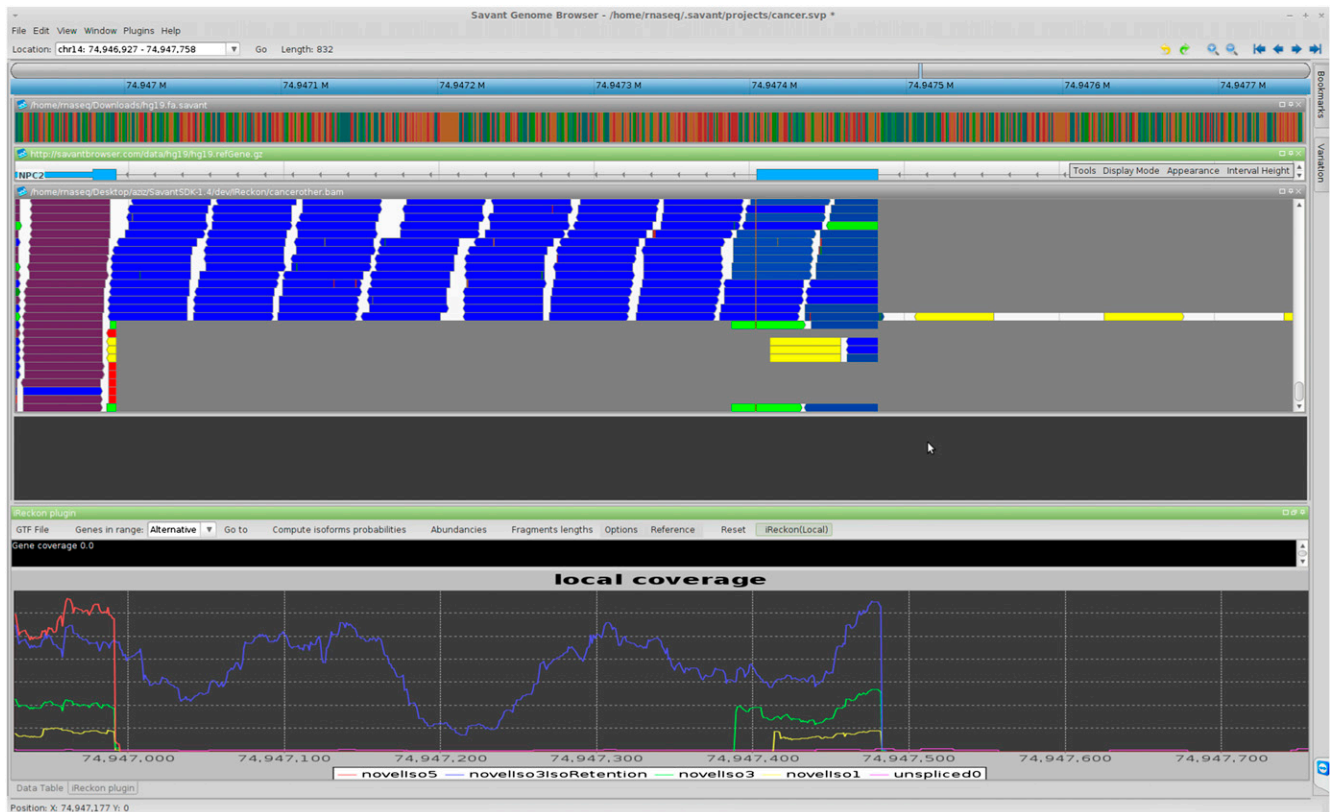 Savant Genome Browser - /home/rnaseq/.savant/projects/cancer.svp *
File Edit View Window Plugins Help
Location: chr14: 74,946,927 - 74,947,758 Go Length: 832
74.947 M 74.9471 M 74.9472 M 74.9473 M 74.9474 M 74.9475 M 74.9476 M 74.9477 M
Bookmarks
/home/rnaseq/Downloads/hg19.fa.savant
http://savantbrowser.com/data/hg19/hg19.refGene.gz
Variation
NPC2 Tools Display Mode Appearance Interval Height
/home/rnaseq/Desktop/aziz/SavantSDK-1.4/dev/IReckon/cancerother.bam
iReckon plugin
GTF File Genes in range: Alternative Go to Compute isoforms probabilities Abundancies Fragments lengths Options Reference Reset iReckon(Local)
Gene coverage 0.0
local coverage
74,947,000 74,947,100 74,947,200 74,947,300 74,947,400 74,947,500 74,947,600 74,947,700
novelIso5 novelIso3IsoRetention novelIso3 novelIso1 unspliced0
Data Table iReckon plugin
Position: X: 74,947,177 Y: 0